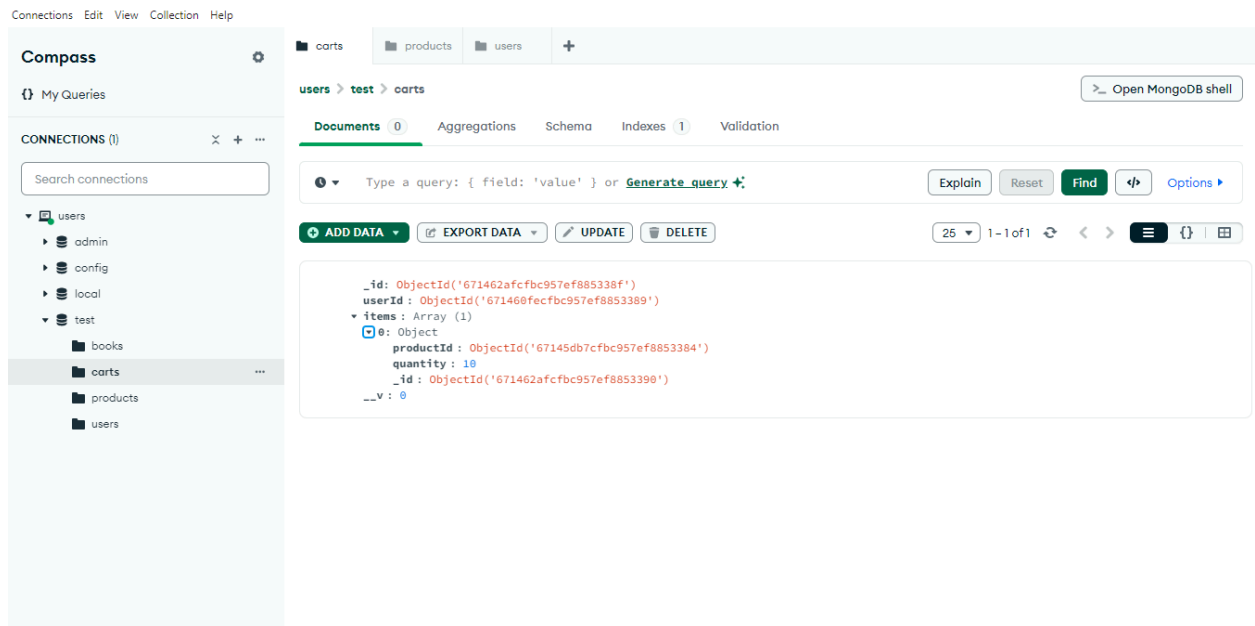 Connections Edit View Collection Help
Compass
{} My Queries
CONNECTIONS (1)
Search connections
users
admin
config
local
test
books
carts
products
users
carts products users
users > test > carts
>_ Open MongoDB shell
Documents 0 Aggregations Schema Indexes 1 Validation
Type a query: { field: 'value' } or Generate query
Explain Reset Find </> Options
ADD DATA EXPORT DATA UPDATE DELETE
25 1 – 1 of 1 {}
_id: ObjectId('671462afcfbc957ef885338f')
userId : ObjectId('671460fecfbc957ef8853389')
items : Array (1)
0: Object
productId : ObjectId('67145db7cfbc957ef8853384')
quantity : 10
_id : ObjectId('671462afcfbc957ef8853390')
__v : 0